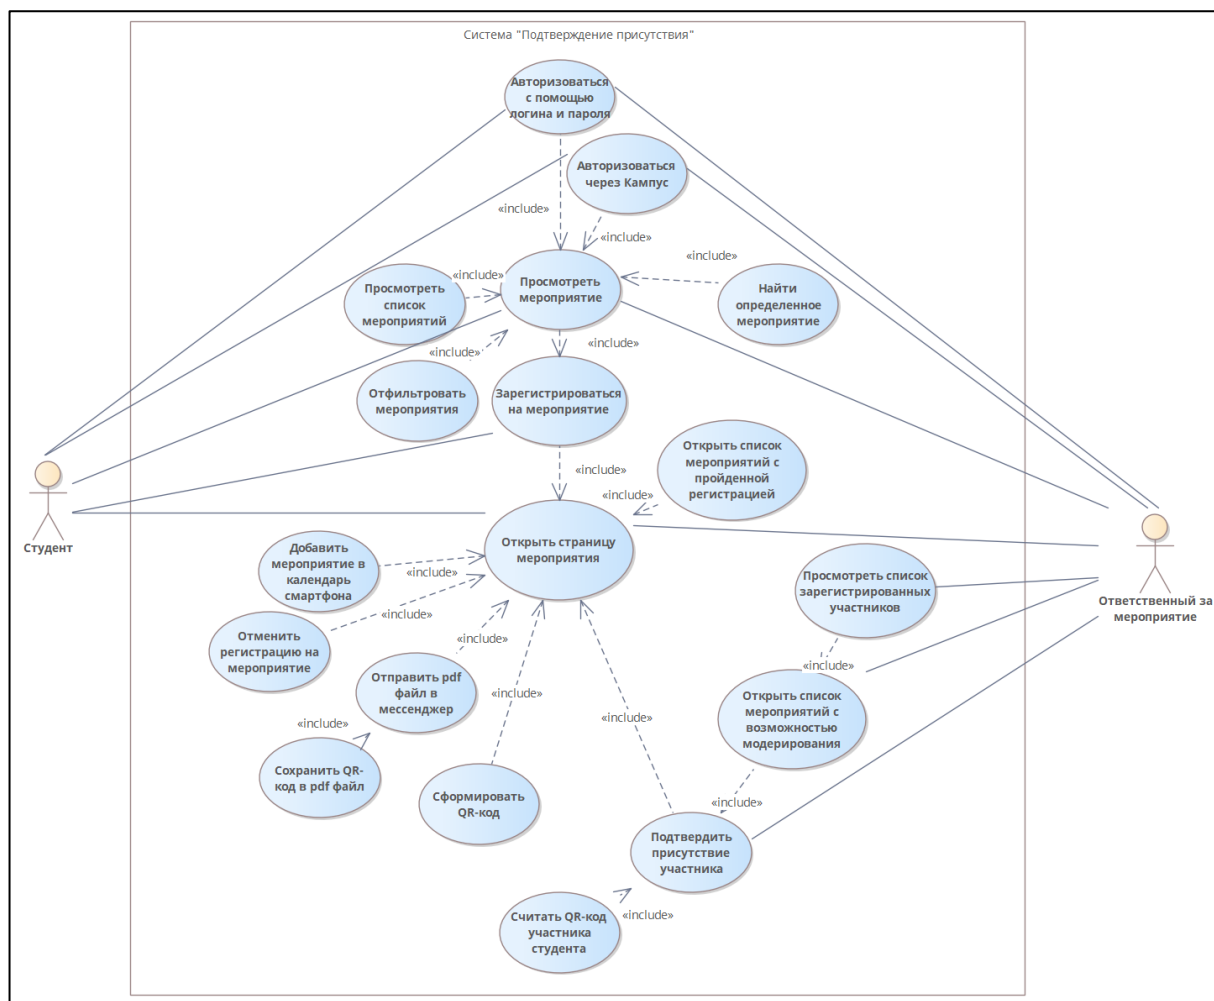 Система "Подтверждение присутствия"
Авторизоваться
с помощью
логина и пароля
Авторизоваться
через Кампус
«include»
«include»
«include»
«include»
Просмотреть
список
мероприятий
Просмотреть
мероприятие
Найти
определенное
мероприятие
«include»
«include»
Отфильтровать
мероприятия
Зарегистрироваться
на мероприятие
Открыть список
мероприятий с
пройденной
регистрацией
«include»
«include»
Студент
Открыть страницу
мероприятия
Добавить
мероприятие в
календарь
смартфона
«include»
Просмотреть список
зарегистрированных
участников
Ответственный за
мероприятие
«include»
Отменить
регистрацию на
мероприятие
«include»
«include»
Отправить pdf
файл в
мессенджер
«include»
Открыть список
мероприятий с
возможностью
модерирования
«include»
«include»
Сохранить QR-
код в pdf файл
Сформировать
QR-код
«include»
Подтвердить
присутствие
участника
Считать QR-код
участника
студента
«include»